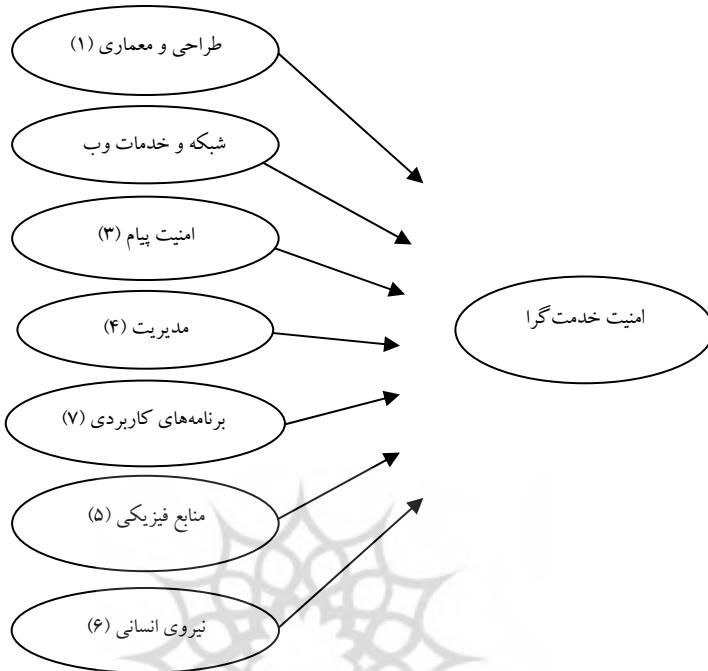 طراحی و معماری (۱)
شبکه و خدمات وب
امنیت پیام (۳)
مدیریت (۴)
برنامه‌های کاربردی (۷)
منابع فیزیکی (۵)
نیروی انسانی (۶)
امنیت خدمت‌گرا